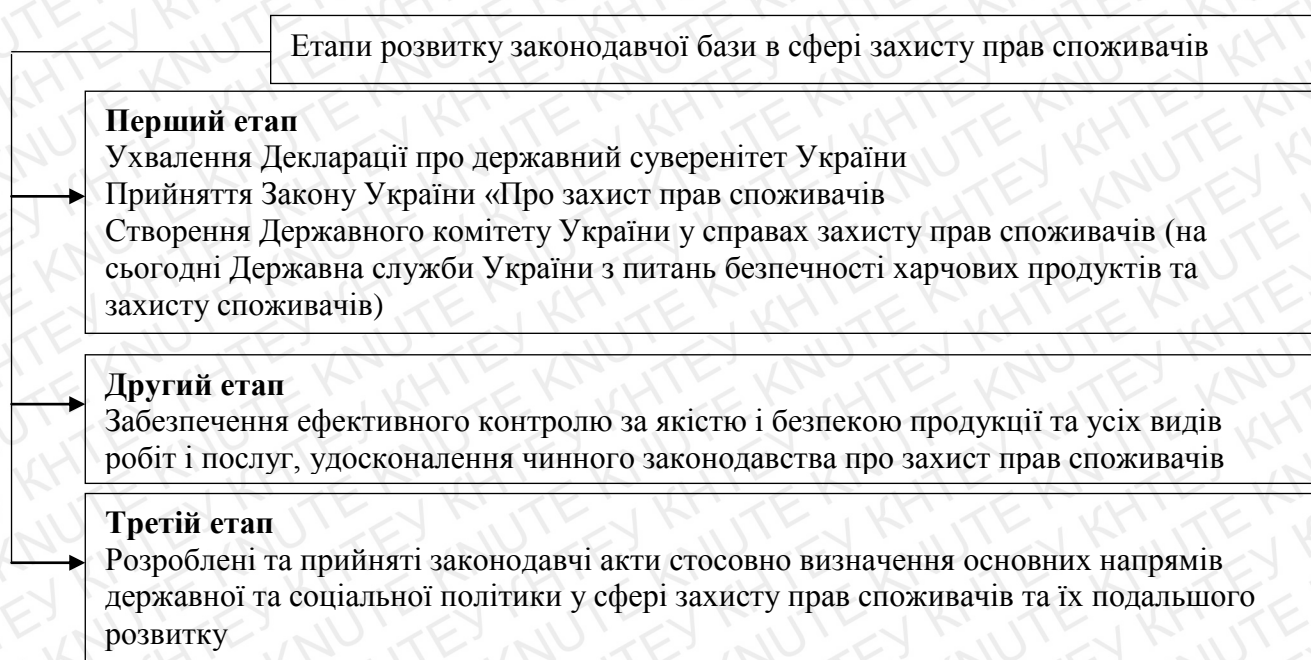 Етапи розвитку законодавчої бази в сфері захисту прав споживачів
Перший етап
Ухвалення Декларації про державний суверенітет України
Прийняття Закону України «Про захист прав споживачів
Створення Державного комітету України у справах захисту прав споживачів (на
сьогодні Державна служби України з питань безпечності харчових продуктів та
захисту споживачів)
Другий етап
Забезпечення ефективного контролю за якістю і безпекою продукції та усіх видів
робіт і послуг, удосконалення чинного законодавства про захист прав споживачів
Третій етап
Розроблені та прийняті законодавчі акти стосовно визначення основних напрямів
державної та соціальної політики у сфері захисту прав споживачів та їх подальшого
розвитку